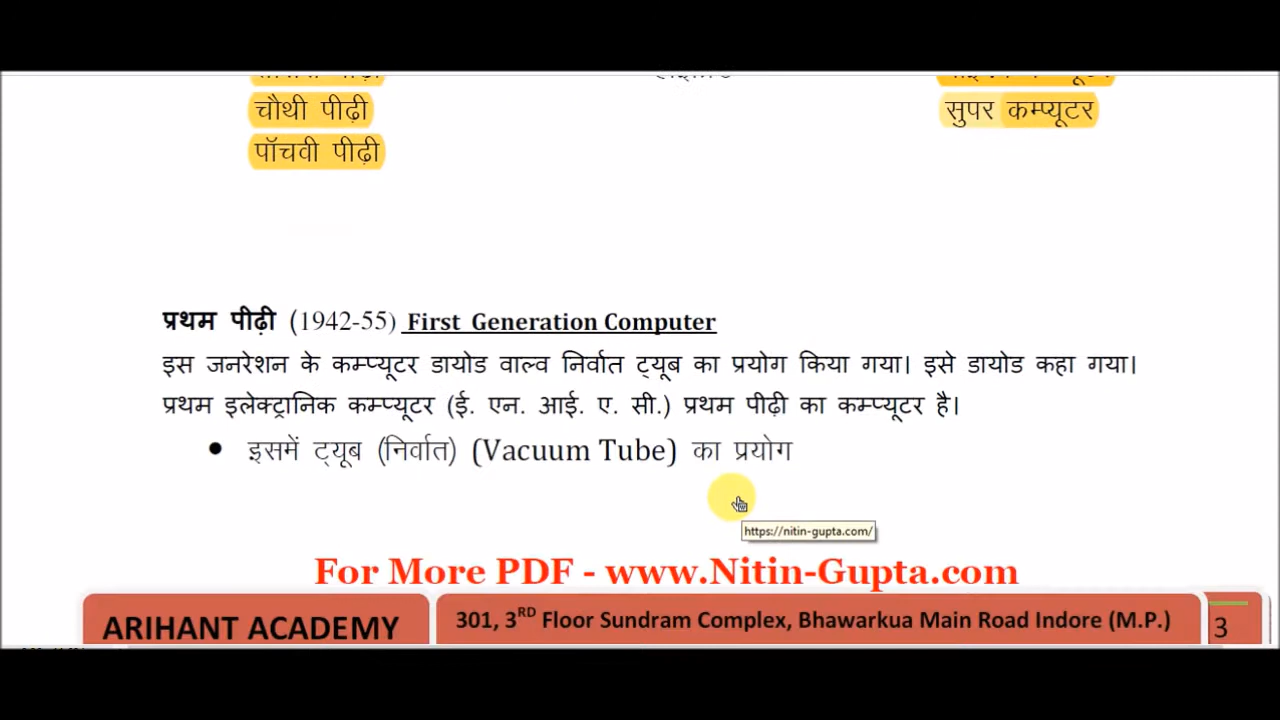 चौथी पीढ़ी
सुपर कम्प्यूटर
पॉचवी पीढ़ी
प्रथम पीढ़ी (1942-55) First Generation Computer
इस जनरेशन के कम्प्यूटर डायोड वाल्व निर्वात ट्यूब का प्रयोग किया गया। इसे डायोड कहा गया।
प्रथम इलेक्ट्रानिक कम्प्यूटर (ई. एन. आई. ए. सी.) प्रथम पीढ़ी का कम्प्यूटर है।
• इसमें ट्यूब (निर्वात) (Vacuum Tube) का प्रयोग
https://nitin-gupta.com/
For More PDF - www.Nitin-Gupta.com
ARIHANT ACADEMY
301, 3RD Floor Sundram Complex, Bhawarkua Main Road Indore (M.P.)
3